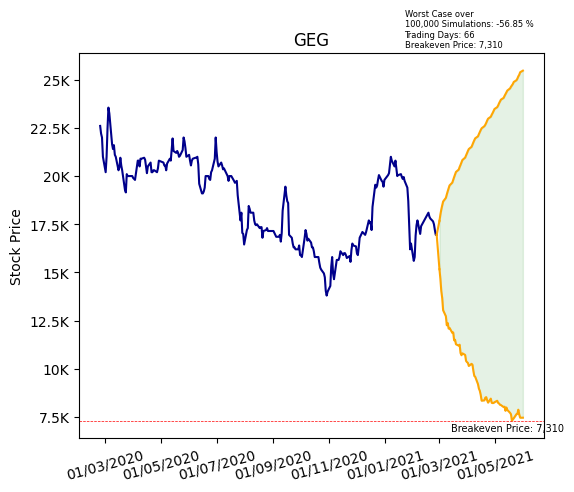 Worst Case over
100,000 Simulations: -56.85 %
Trading Days: 66
Breakeven Price: 7,310
GEG
Stock Price
25K
22.5K
20K
17.5K
15K
12.5K
10K
7.5K
Breakeven Price: 7,310
01/03/2020
01/05/2020
01/07/2020
01/09/2020
01/11/2020
01/01/2021
01/03/2021
01/05/2021